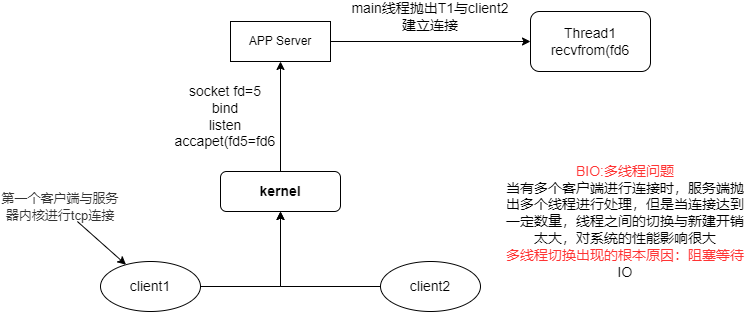 main线程抛出T1与client2
建立连接
APP Server
Thread1
recvfrom(fd6
socket fd=5
bind
listen
accapet(fd5=fd6
kernel
第一个客户端与服务
器内核进行tcp连接
client1
client2
BIO:多线程问题
当有多个客户端进行连接时，服务端抛
出多个线程进行处理，但是当连接达到
一定数量，线程之间的切换与新建开销
太大，对系统的性能影响很大
多线程切换出现的根本原因：阻塞等待
IO